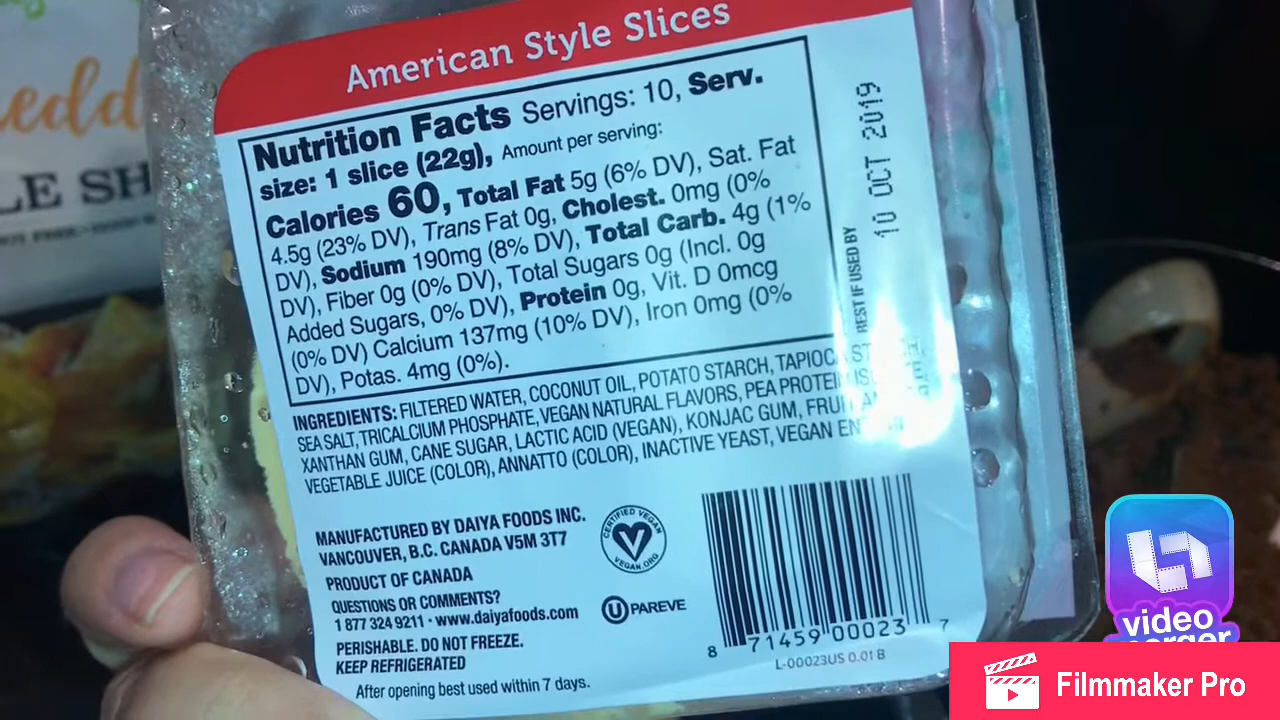 American Style Slices
Nutrition Facts Servings: 10, Serv.
size: 1 slice (22g), Amount per serving:
Calories 60, Total Fat 5g (6% DV), Sat. Fat
4.5g (23% DV), Trans Fat 0g, Cholest. 0mg (0%
DV), Sodium 190mg (8% DV), Total Carb. 4g (1%
DV), Fiber 0g (0% DV), Total Sugars 0g (Incl. 0g
Added Sugars, 0% DV), Protein 0g, Vit. D 0mcg
(0% DV) Calcium 137mg (10% DV), Iron 0mg (0%
DV), Potas. 4mg (0%).
BEST IF USED BY
10 OCT 2019
INGREDIENTS: FILTERED WATER, COCONUT OIL, POTATO STARCH,
SEA SALT, TRICALCIUM PHOSPHATE, VEGAN NATURAL FLAVORS, PEA PROTEIN
XANTHAN GUM, CANE SUGAR, LACTIC ACID (VEGAN), KONJAC GUM,
VEGETABLE JUICE (COLOR), ANNATTO (COLOR), INACTIVE YEAST, VEGAN
MANUFACTURED BY DAIYA FOODS INC.
VANCOUVER, B.C. CANADA V5M 3T7
PRODUCT OF CANADA
QUESTIONS OR COMMENTS?
1 877 324 9211 · www.daiyafoods.com
PERISHABLE. DO NOT FREEZE.
KEEP REFRIGERATED
After opening best used within 7 days.
CERTIFIED VEGAN
VEGAN.ORG
U PAREVE
8 71459 00023 7
L-00023US 0.01 B
video
Filmmaker Pro